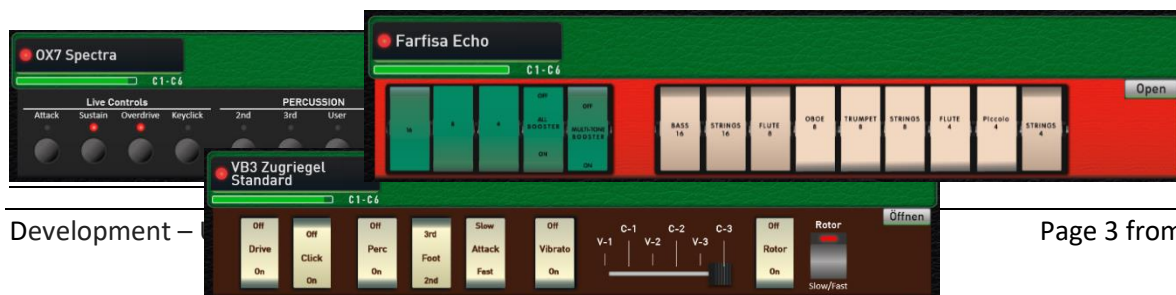 OX7 Spectra
C1-C6
Live Controls PERCUSSION
Attack Sustain Overdrive Keyclick 2nd 3rd User
Farfisa Echo
C1-C6
Open
OFF OFF
16 8 4 ALL BOOSTER MULTI-TONE BOOSTER
ON ON
BASS 16 STRINGS 16 FLUTE 8 OBOE 8 TRUMPET 8 STRINGS 8 FLUTE 4 Piccolo 4 STRINGS 4
VB3 Zugriegel
Standard
C1-C6
Öffnen
Off Off Off 3rd Slow Off Off Rotor
Drive Click Perc Foot Attack Vibrato Rotor
On On On 2nd Fast On On Slow/Fast
C-1 C-2 C-3
V-1 V-2 V-3
Development – Page 3 from